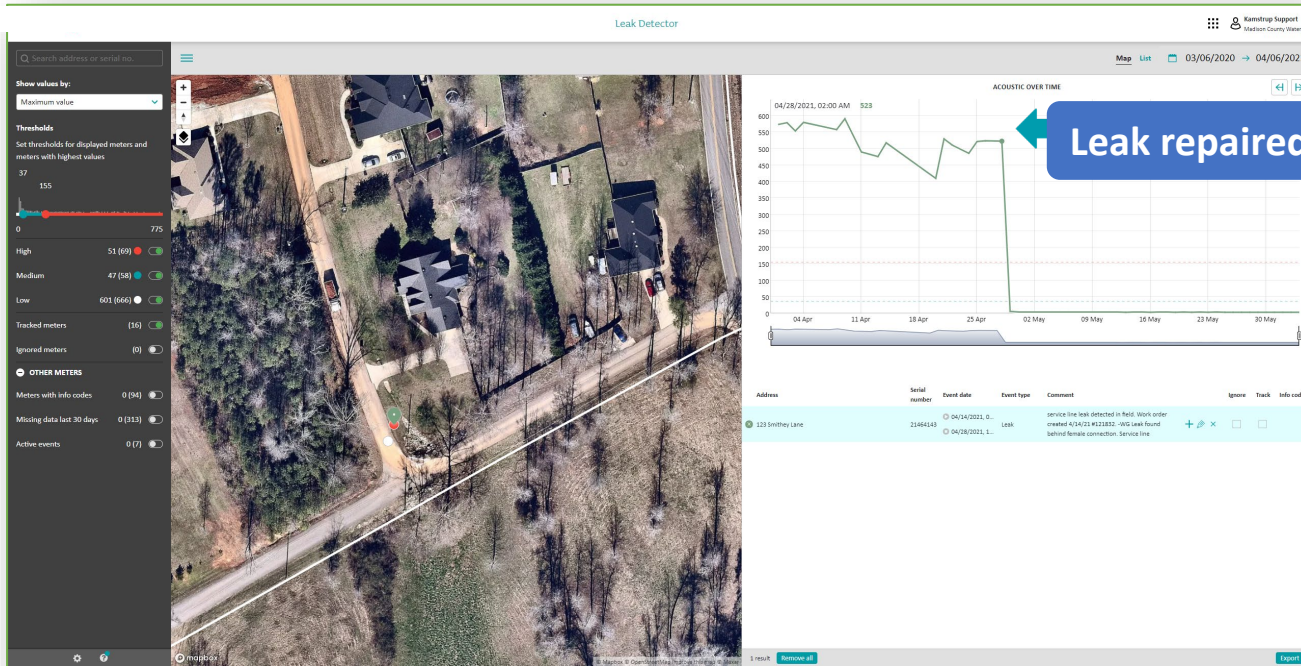 Leak Detector
Kamstrup Support
Madison County Water
Search address or serial no.
Map List 03/06/2020 → 04/06/202
Show values by:
Maximum value
Thresholds
Set thresholds for displayed meters and
meters with highest values
37
155
0 775
High 51 (69)
Medium 47 (58)
Low 601 (666)
Tracked meters (16)
Ignored meters (0)
OTHER METERS
Meters with info codes 0 (94)
Missing data last 30 days 0 (313)
Active events 0 (7)
mapbox
© Mapbox © OpenStreetMap
ACOUSTIC OVER TIME
04/28/2021, 02:00 AM 523
Leak repaired
600
550
500
450
400
350
300
250
200
150
100
50
0
04 Apr 11 Apr 18 Apr 25 Apr 02 May 09 May 16 May 23 May 30 May
Address Serial number Event date Event type Comment Ignore Track Info cod
123 Smithey Lane 21464143 04/14/2021, 0... 04/28/2021, 1... Leak
service line leak detected in field. Work order
created 4/14/21 #121832. -WG Leak found
behind female connection. Service line
1 result Remove all Export